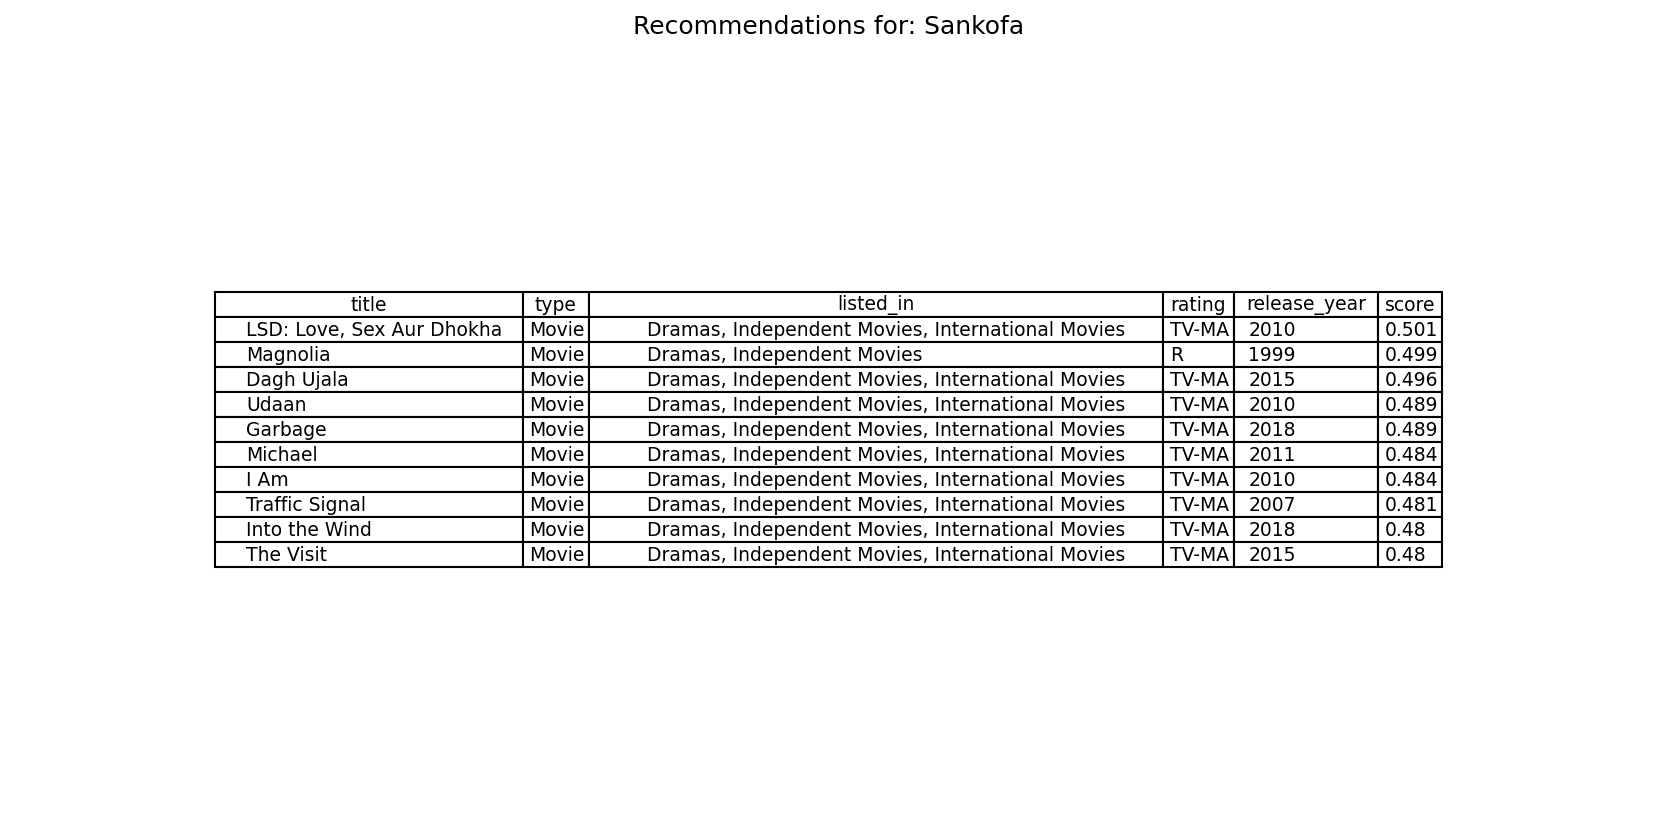 Recommendations for: Sankofa
title type listed_in rating release_year score
LSD: Love, Sex Aur Dhokha Movie Dramas, Independent Movies, International Movies TV-MA 2010 0.501
Magnolia Movie Dramas, Independent Movies R 1999 0.499
Dagh Ujala Movie Dramas, Independent Movies, International Movies TV-MA 2015 0.496
Udaan Movie Dramas, Independent Movies, International Movies TV-MA 2010 0.489
Garbage Movie Dramas, Independent Movies, International Movies TV-MA 2018 0.489
Michael Movie Dramas, Independent Movies, International Movies TV-MA 2011 0.484
I Am Movie Dramas, Independent Movies, International Movies TV-MA 2010 0.484
Traffic Signal Movie Dramas, Independent Movies, International Movies TV-MA 2007 0.481
Into the Wind Movie Dramas, Independent Movies, International Movies TV-MA 2018 0.48
The Visit Movie Dramas, Independent Movies, International Movies TV-MA 2015 0.48